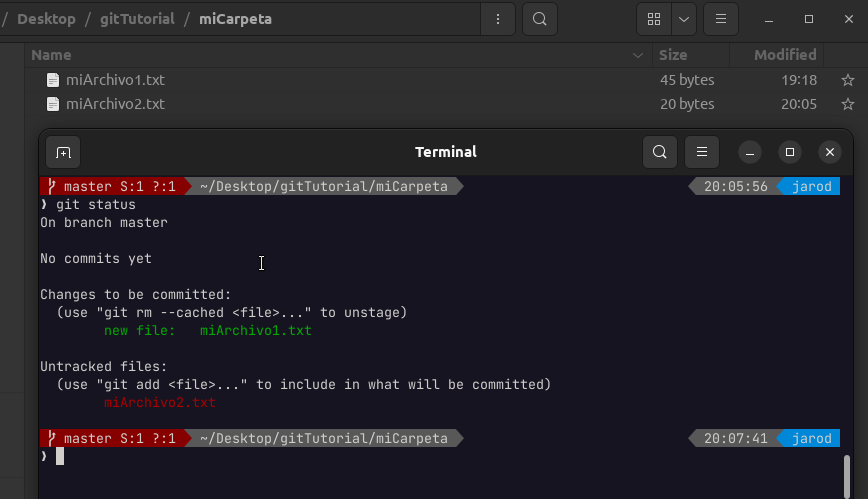 / Desktop / gitTutorial / miCarpeta
Name Size Modified
miArchivo1.txt 45 bytes 19:18
miArchivo2.txt 20 bytes 20:05
Terminal
master S:1 ?:1 ~/Desktop/gitTutorial/miCarpeta 20:05:56 jarod
❯ git status
On branch master
No commits yet
Changes to be committed:
(use "git rm --cached <file>..." to unstage)
new file: miArchivo1.txt
Untracked files:
(use "git add <file>..." to include in what will be committed)
miArchivo2.txt
master S:1 ?:1 ~/Desktop/gitTutorial/miCarpeta 20:07:41 jarod
❯